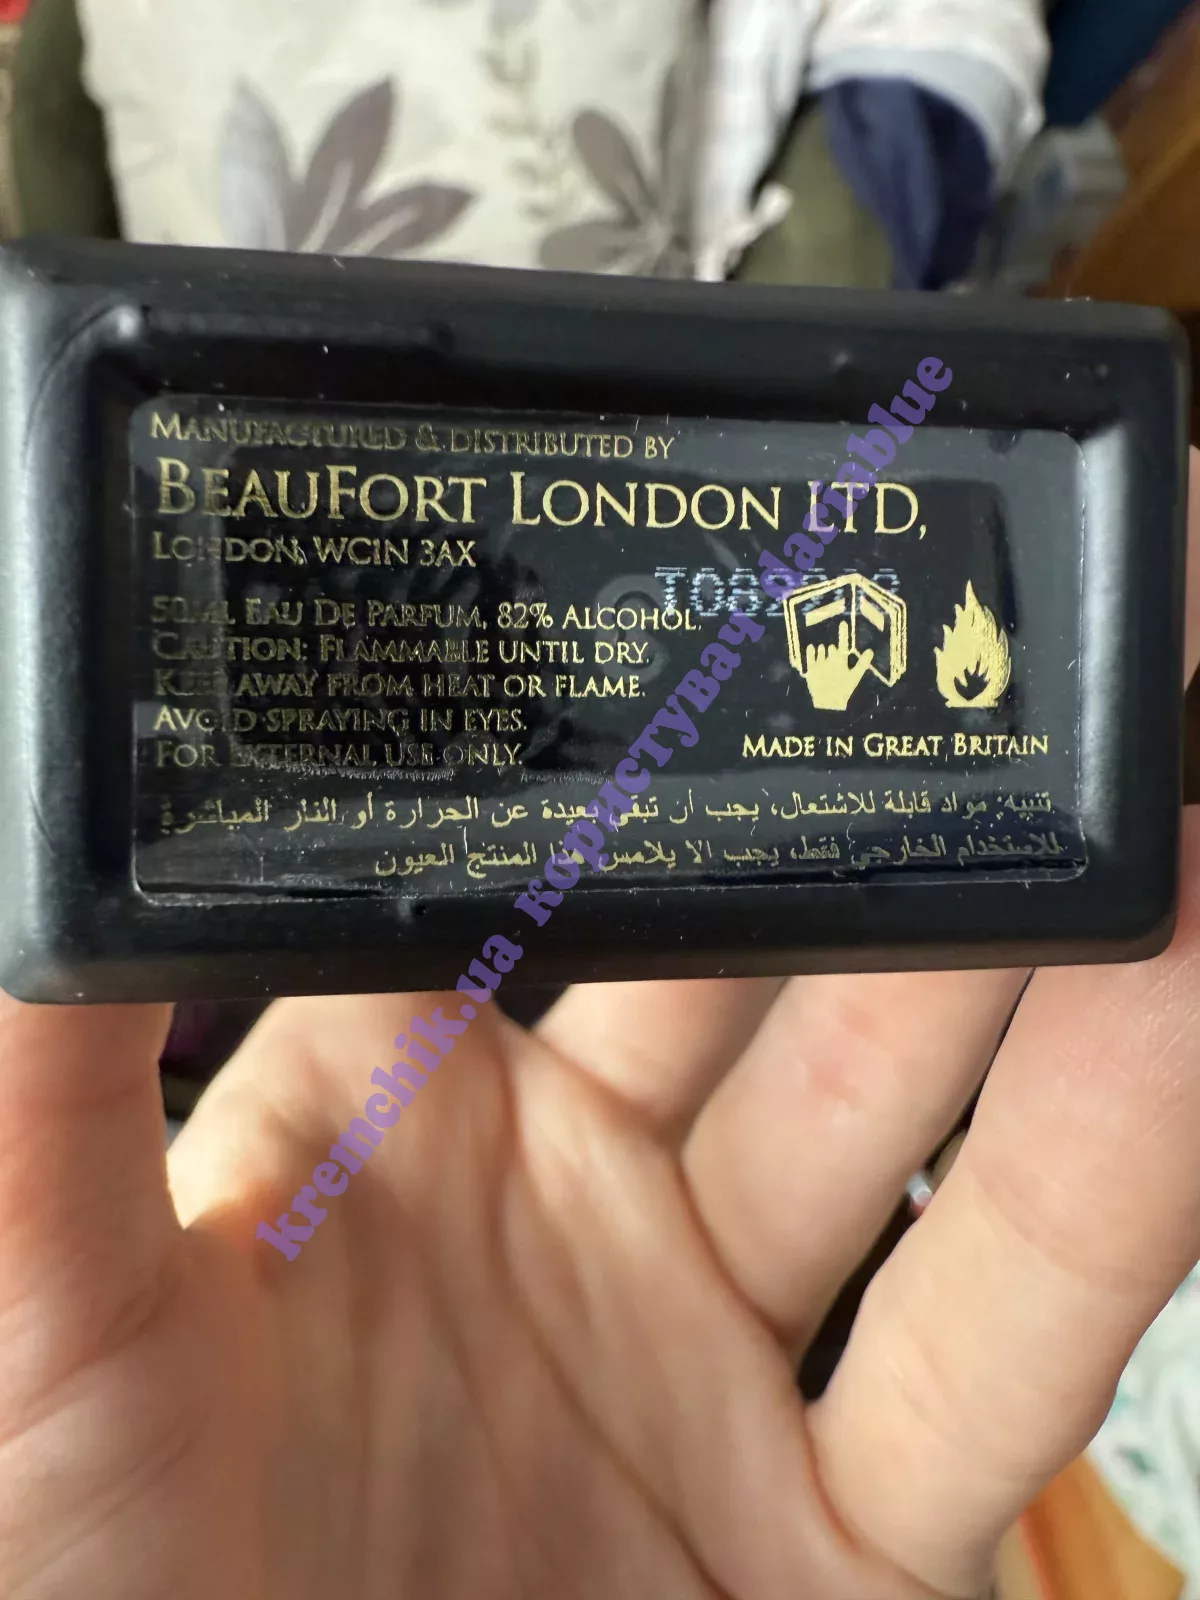 Manufactured & distributed by
BeauFort London Ltd,
London, WC1N 3AX
50ml Eau De Parfum, 82% Alcohol.
Caution: Flammable until dry.
Keep away from heat or flame.
Avoid spraying in eyes.
For external use only.
Made in Great Britain
تنبيه: مواد قابلة للاشتعال، يجب أن تبقى بعيدة عن الحرارة أو النار المباشرة
للاستخدام الخارجي فقط، يجب الا يلامس هذا المنتج العيون
kremchik.ua користувач dariablue